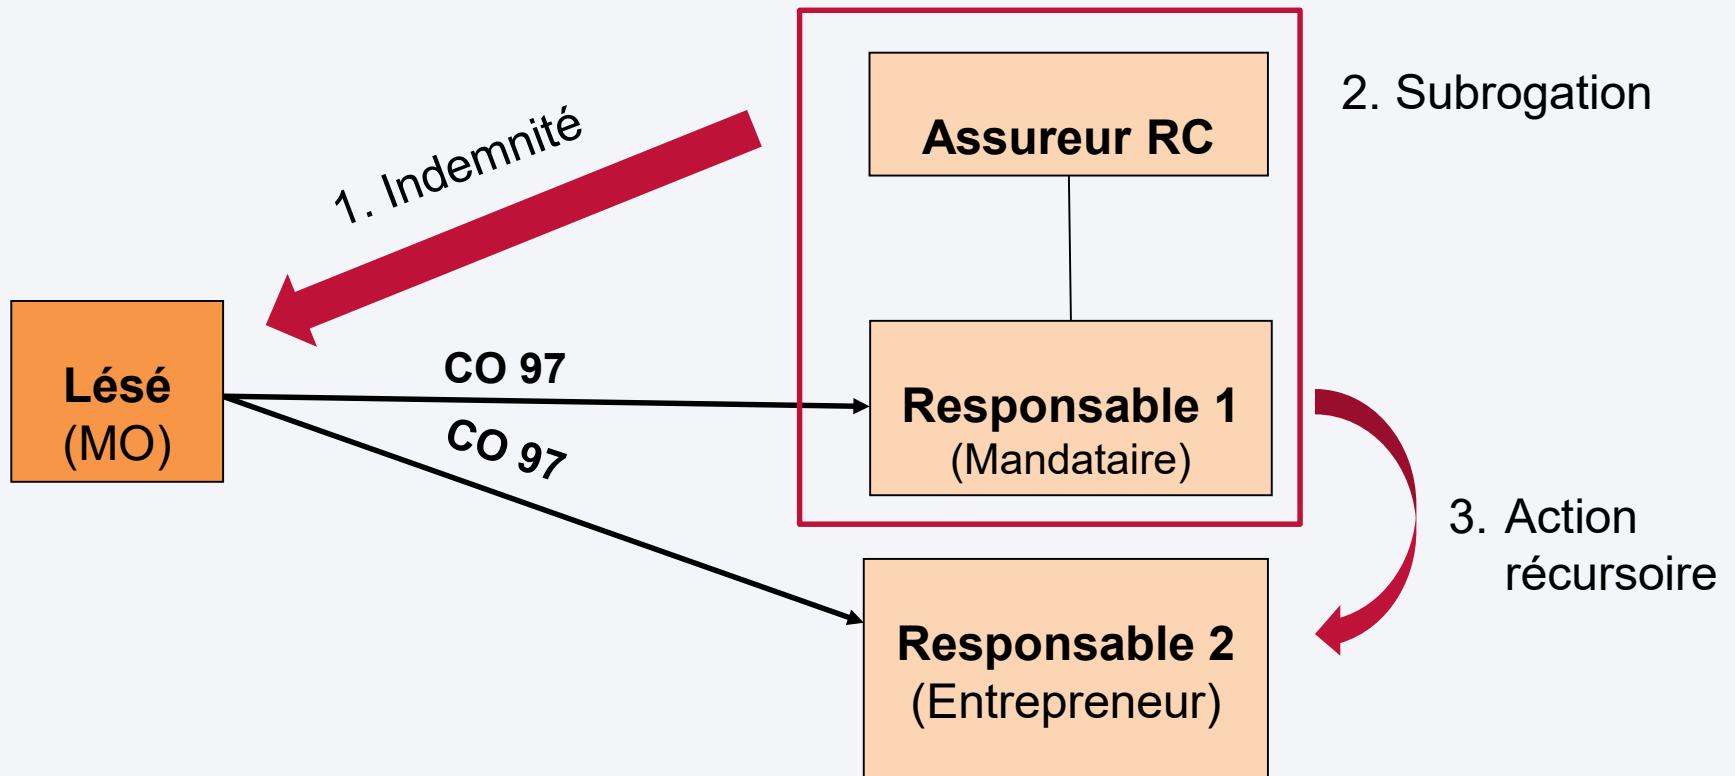 Assureur RC
2. Subrogation
1. Indemnité
Lésé
(MO)
CO 97
CO 97
Responsable 1
(Mandataire)
3. Action
récursoire
Responsable 2
(Entrepreneur)